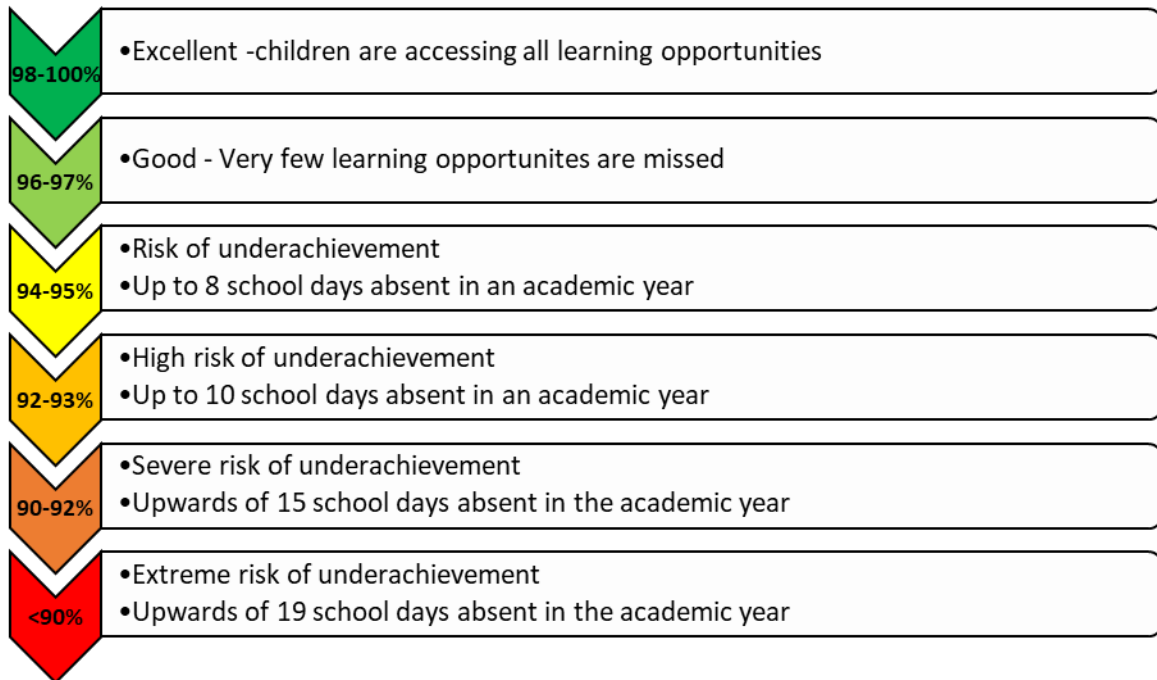 98-100%
•Excellent -children are accessing all learning opportunities
96-97%
•Good - Very few learning opportunites are missed
94-95%
•Risk of underachievement
•Up to 8 school days absent in an academic year
92-93%
•High risk of underachievement
•Up to 10 school days absent in an academic year
90-92%
•Severe risk of underachievement
•Upwards of 15 school days absent in the academic year
<90%
•Extreme risk of underachievement
•Upwards of 19 school days absent in the academic year